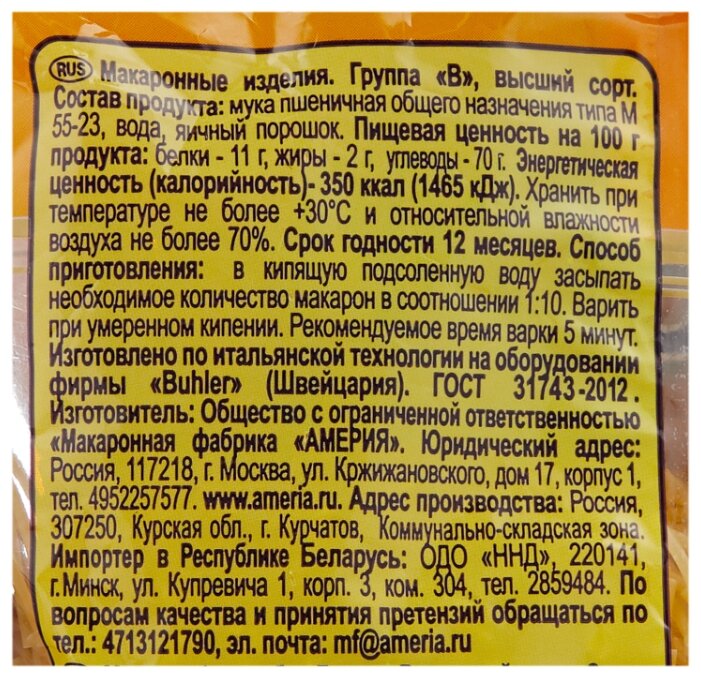 RUS Макаронные изделия. Группа «В», высший сорт.
Состав продукта: мука пшеничная общего назначения типа М
55-23, вода, яичный порошок. Пищевая ценность на 100 г
продукта: белки - 11 г, жиры - 2 г, углеводы - 70 г. Энергетическая
ценность (калорийность)- 350 ккал (1465 кДж). Хранить при
температуре не более +30°С и относительной влажности
воздуха не более 70%. Срок годности 12 месяцев. Способ
приготовления: в кипящую подсоленную воду засыпать
необходимое количество макарон в соотношении 1:10. Варить
при умеренном кипении. Рекомендуемое время варки 5 минут.
Изготовлено по итальянской технологии на оборудовании
фирмы «Buhler» (Швейцария). ГОСТ 31743-2012.
Изготовитель: Общество с ограниченной ответственностью
«Макаронная фабрика «АМЕРИЯ». Юридический адрес:
Россия, 117218, г. Москва, ул. Кржижановского, дом 17, корпус 1,
тел. 4952257577. www.ameria.ru. Адрес производства: Россия,
307250, Курская обл., г. Курчатов, Коммунально-складская зона.
Импортер в Республике Беларусь: ОДО «ННД», 220141,
г.Минск, ул. Купревича 1, корп. 3, ком. 304, тел. 2859484. По
вопросам качества и принятия претензий обращаться по
тел.: 4713121790, эл. почта: mf@ameria.ru